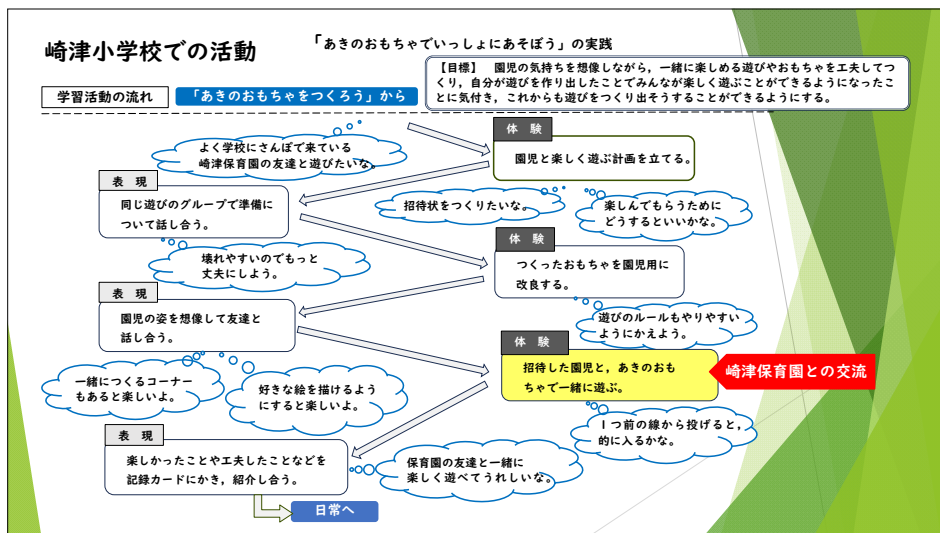 崎津小学校での活動
「あきのおもちゃでいっしょにあそぼう」の実践
【目標】　園児の気持ちを想像しながら，一緒に楽しめる遊びやおもちゃを工夫してつ
くり，自分が遊びを作り出したことでみんなが楽しく遊ぶことができるようになったこ
とに気付き，これからも遊びをつくり出そうすることができるようにする。
学習活動の流れ
「あきのおもちゃをつくろう」から
体　験
園児と楽しく遊ぶ計画を立てる。
よく学校にさんぽで来ている
崎津保育園の友達と遊びたいな。
表　現
同じ遊びのグループで準備に
ついて話し合う。
招待状をつくりたいな。
楽しんでもらうために
どうするといいかな。
体　験
つくったおもちゃを園児用に
改良する。
壊れやすいのでもっと
丈夫にしよう。
表　現
園児の姿を想像して友達と
話し合う。
遊びのルールもやりやすい
ようにかえよう。
体　験
招待した園児と，あきのおも
ちゃで一緒に遊ぶ。
崎津保育園との交流
一緒につくるコーナー
もあると楽しいよ。
好きな絵を描けるよう
にすると楽しいよ。
１つ前の線から投げると，
的に入るかな。
表　現
楽しかったことや工夫したことなどを
記録カードにかき，紹介し合う。
保育園の友達と一緒に
楽しく遊べてうれしいな。
日常へ